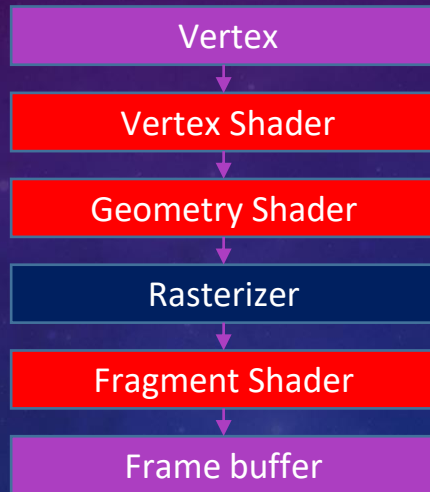 Vertex
Vertex Shader
Geometry Shader
Rasterizer
Fragment Shader
Frame buffer